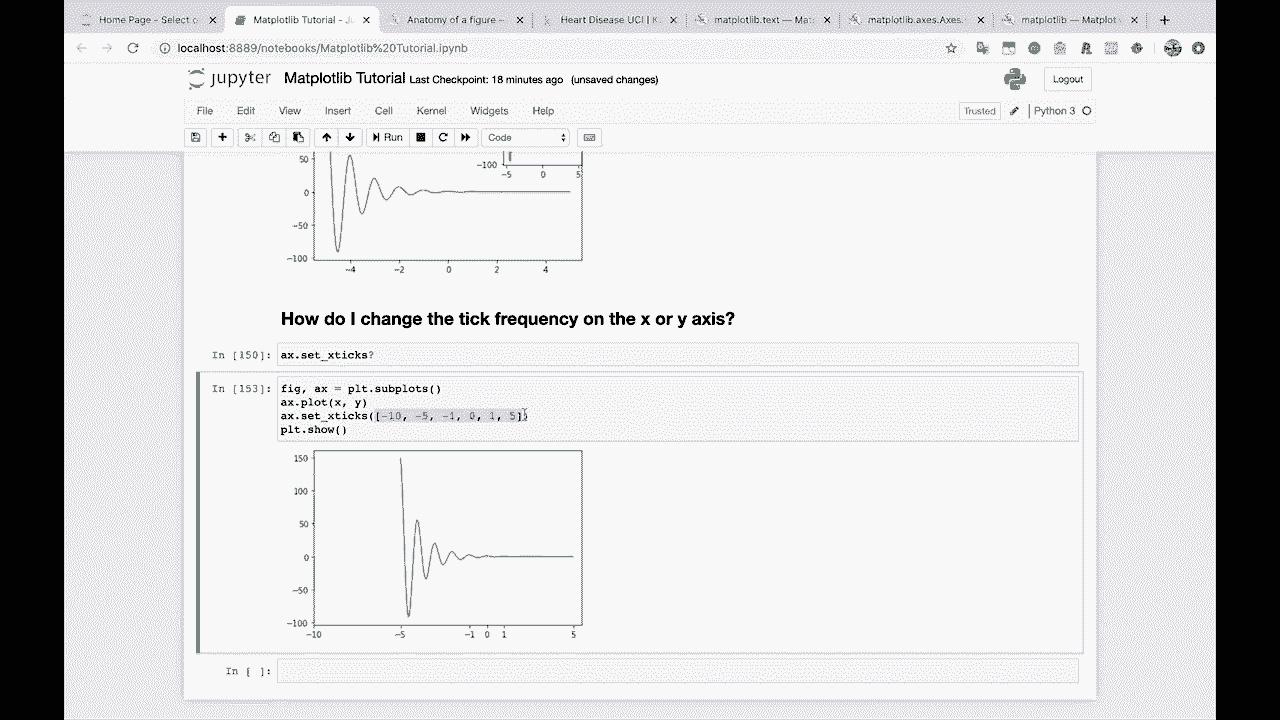 Home Page - Select o
Matplotlib Tutorial - Ju
Anatomy of a figure —
Heart Disease UCI | K
matplotlib.text — Mat
matplotlib.axes.Axes.
matplotlib — Matplot
localhost:8889/notebooks/Matplotlib%20Tutorial.ipynb
jupyter Matplotlib Tutorial Last Checkpoint: 18 minutes ago (unsaved changes)
Logout
File Edit View Insert Cell Kernel Widgets Help
Trusted Python 3
Run Code
50
0
−50
−100
−4 −2 0 2 4
−100
−5 0 5
How do I change the tick frequency on the x or y axis?
In [150]: ax.set_xticks?
In [153]: fig, ax = plt.subplots()
ax.plot(x, y)
ax.set_xticks([-10, -5, -1, 0, 1, 5])
plt.show()
150
100
50
0
−50
−100
−10 −5 −1 0 1 5
In [ ]: